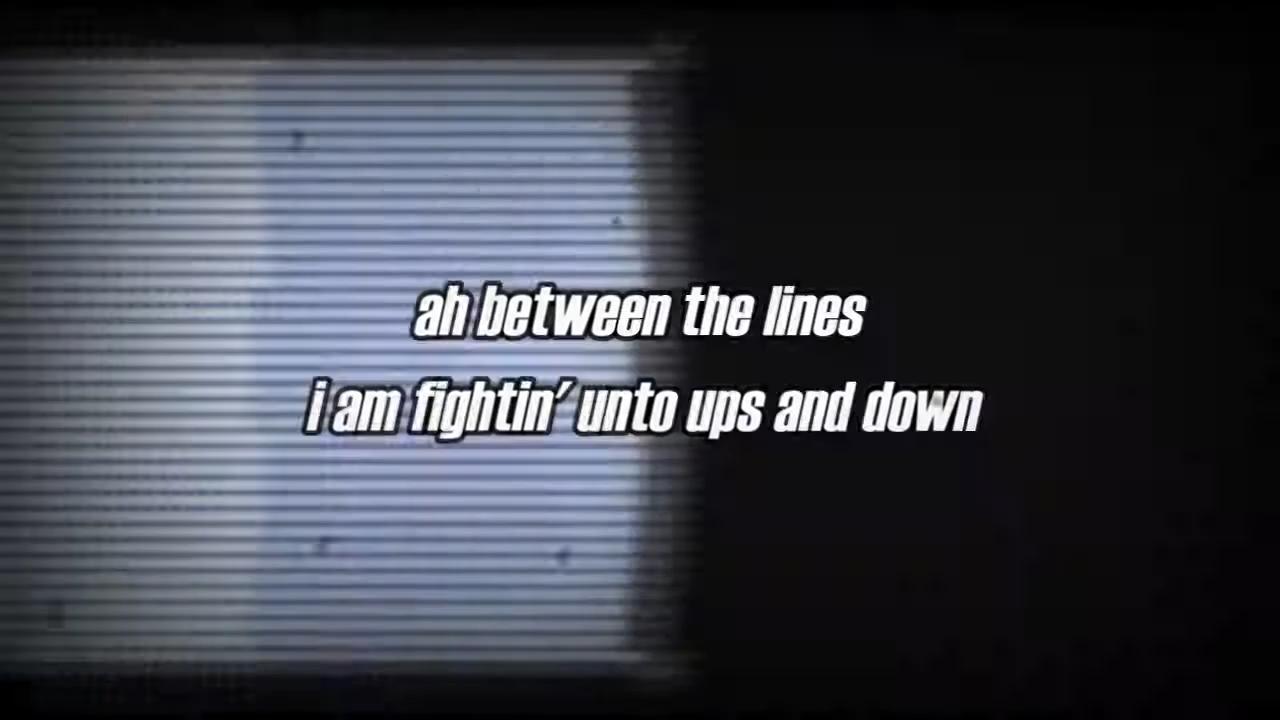 ah between the lines
i am fightin' unto ups and down